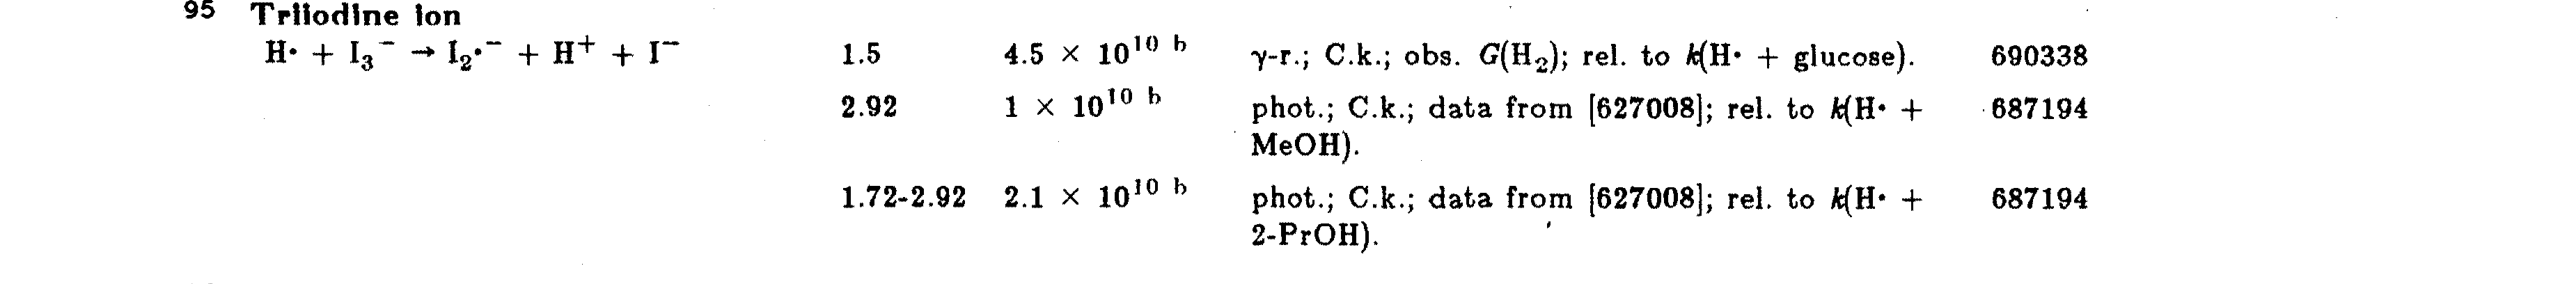 95 Triiodine ion
H· + I₃⁻ → I₂·⁻ + H⁺ + I⁻ 1.5 4.5 × 10¹⁰ ᵇ γ-r.; C.k.; obs. G(H₂); rel. to k(H· + glucose). 690338
2.92 1 × 10¹⁰ ᵇ phot.; C.k.; data from [627008]; rel. to k(H· + 687194
MeOH).
1.72-2.92 2.1 × 10¹⁰ ᵇ phot.; C.k.; data from [627008]; rel. to k(H· + 687194
2-PrOH).